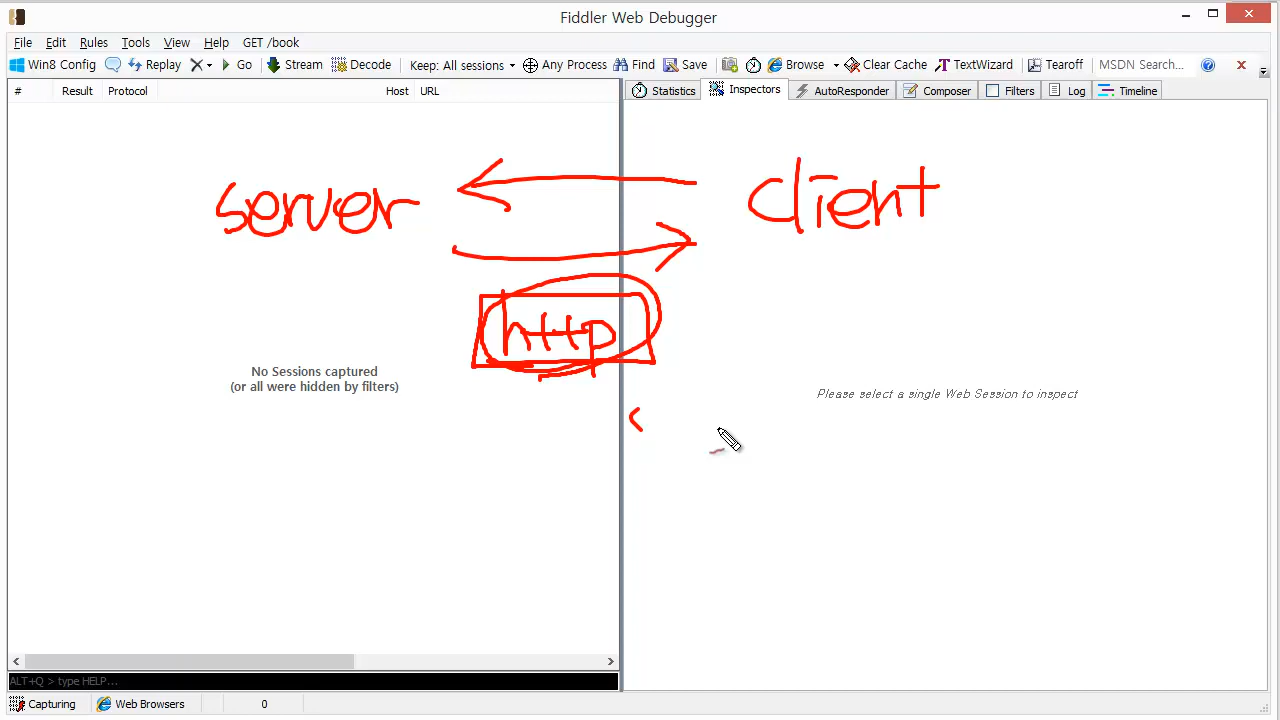 Fiddler Web Debugger
File Edit Rules Tools View Help GET /book
Win8 Config Replay Go Stream Decode Keep: All sessions Any Process Find Save Browse Clear Cache TextWizard Tearoff MSDN Search...
# Result Protocol Host URL
Statistics Inspectors AutoResponder Composer Filters Log Timeline
server client
http
No Sessions captured
(or all were hidden by filters)
Please select a single Web Session to inspect
ALT+Q > type HELP...
Capturing Web Browsers 0